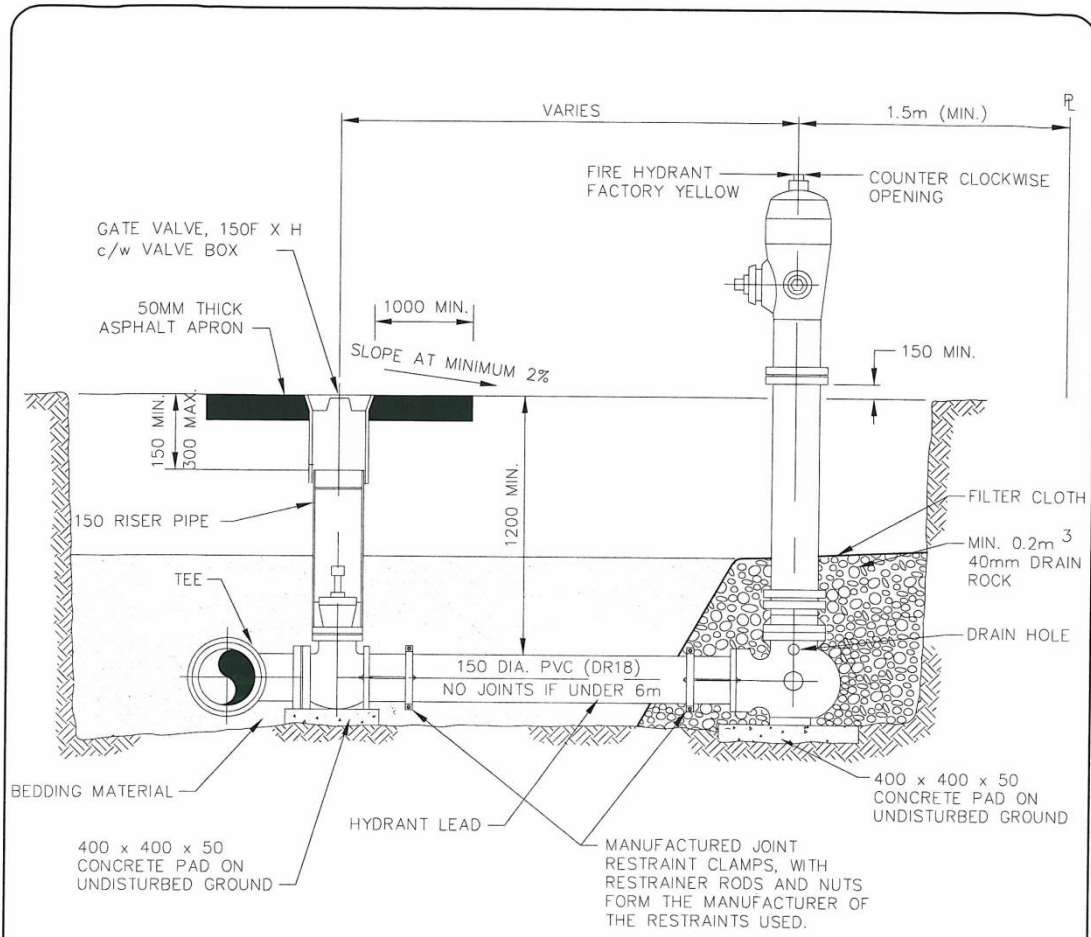 VARIES
1.5m (MIN.)
PL
FIRE HYDRANT
FACTORY YELLOW
COUNTER CLOCKWISE
OPENING
GATE VALVE, 150F X H
c/w VALVE BOX
50MM THICK
ASPHALT APRON
1000 MIN.
SLOPE AT MINIMUM 2%
150 MIN.
150 MIN.
300 MAX.
1200 MIN.
150 RISER PIPE
FILTER CLOTH
MIN. 0.2m 3
40mm DRAIN
ROCK
TEE
DRAIN HOLE
150 DIA. PVC (DR18)
NO JOINTS IF UNDER 6m
BEDDING MATERIAL
HYDRANT LEAD
400 x 400 x 50
CONCRETE PAD ON
UNDISTURBED GROUND
400 x 400 x 50
CONCRETE PAD ON
UNDISTURBED GROUND
MANUFACTURED JOINT
RESTRAINT CLAMPS, WITH
RESTRAINER RODS AND NUTS
FORM THE MANUFACTURER OF
THE RESTRAINTS USED.